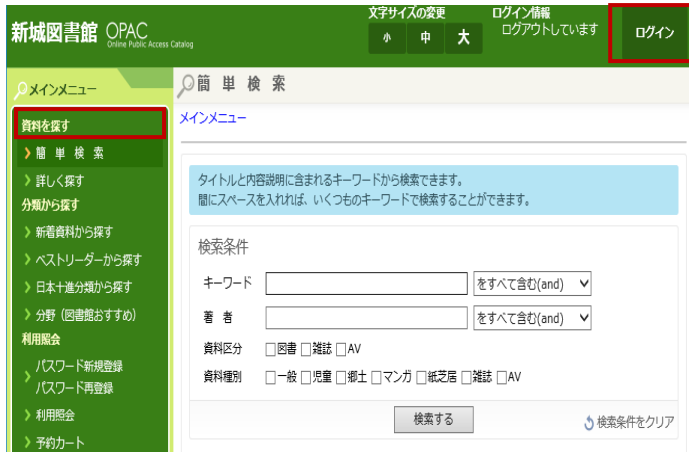 新城図書館 OPAC
Online Public Access Catalog
文字サイズの変更
小 中 大
ログイン情報
ログアウトしています
ログイン
メインメニュー
資料を探す
簡単検索
詳しく探す
分類から探す
新着資料から探す
ベストリーダーから探す
日本十進分類から探す
分野（図書館おすすめ）
利用照会
パスワード新規登録
パスワード再登録
利用照会
予約カート
簡単検索
メインメニュー
タイトルと内容説明に含まれるキーワードから検索できます。
間にスペースを入れれば、いくつものキーワードで検索することができます。
検索条件
キーワード をすべて含む(and)
著者 をすべて含む(and)
資料区分 図書 雑誌 AV
資料種別 一般 児童 郷土 マンガ 紙芝居 雑誌 AV
検索する
検索条件をクリア